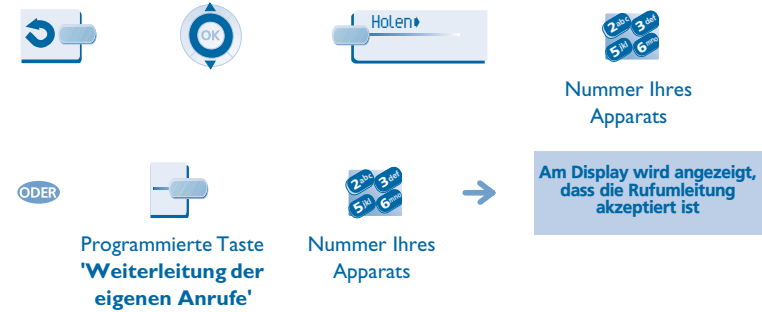 OK
Holen
2abc 3def
5jkl 6mno
Nummer Ihres
Apparats
ODER
2abc 3def
5jkl 6mno
Am Display wird angezeigt,
dass die Rufumleitung
akzeptiert ist
Programmierte Taste
'Weiterleitung der
eigenen Anrufe'
Nummer Ihres
Apparats